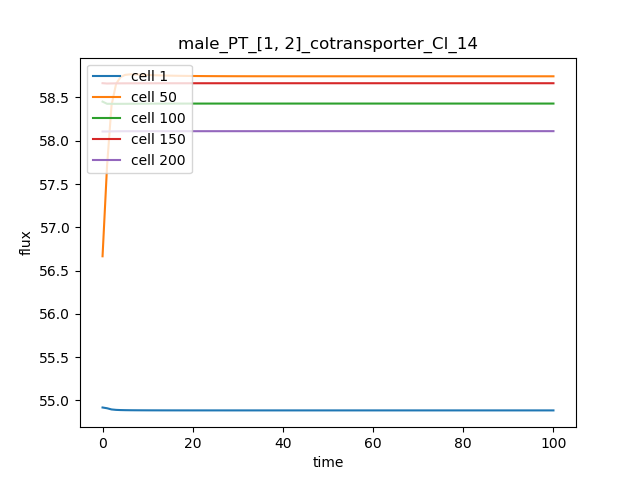 male_PT_[1, 2]_cotransporter_Cl_14
cell 1
cell 50
cell 100
cell 150
cell 200
58.5
58.0
57.5
57.0
56.5
56.0
55.5
55.0
flux
0
20
40
60
80
100
time